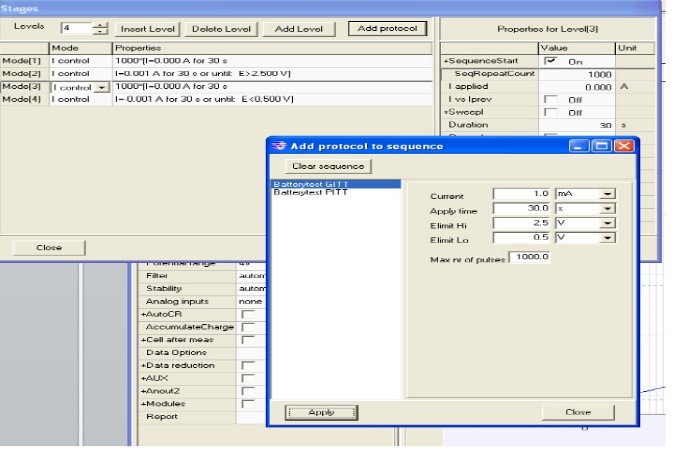 Stages
Levels 4 Insert Level Delete Level Add Level Add protocol
Mode Properties
Mode[1] I control 1000*[I=0.000 A for 30 s
Mode[2] I control I=0.001 A for 30 s or until: E>2.500 V]
Mode[3] I control 1000*[I=0.000 A for 30 s
Mode[4] I control I=-0.001 A for 30 s or until: E<0.500 V]
Close
Properties for Level[3]
Value Unit
+SequenceStart On
SeqRepeatCount 1000
I applied 0.000 A
I vs Iprev Off
+SweepI Off
Duration 30 s
Add protocol to sequence
Clear sequence
Batterytest GITT
Batterytest PITT
Current 1.0 mA
Apply time 30.0 s
Elimit Hi 2.5 V
Elimit Lo 0.5 V
Max nr of pulses 1000.0
Apply Close
Potential range 4V
Filter autom
Stability autom
Analog inputs none
+AutoCR
AccumulateCharge
+Cell after meas
Data Options
+Data reduction
+AUX
+Anout2
+Modules
Report